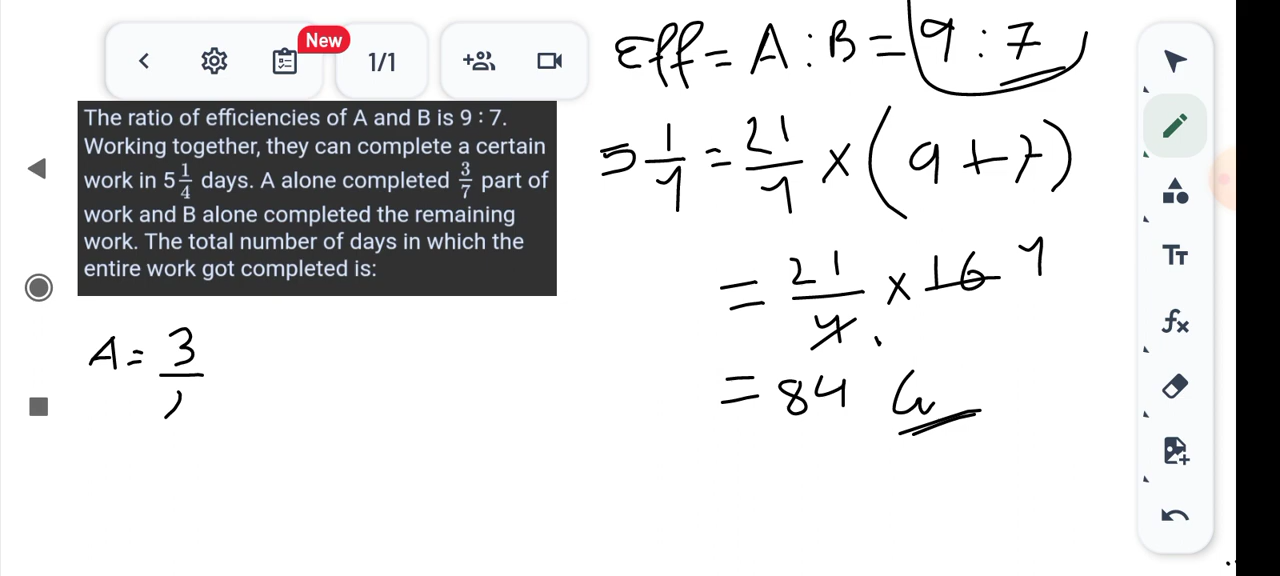 New
1/1
The ratio of efficiencies of A and B is 9 : 7.
Working together, they can complete a certain
work in 5 1/4 days. A alone completed 3/7 part of
work and B alone completed the remaining
work. The total number of days in which the
entire work got completed is:
Eff = A : B = 9 : 7
5 1/4 = 21/4 × (9 + 7)
= 21/4 × 16 4
= 84 W
A = 3
Tт
fx